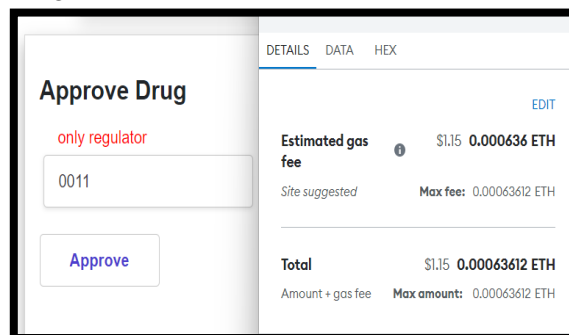 Approve Drug
only regulator
0011
Approve
DETAILS DATA HEX
EDIT
Estimated gas fee $1.15 0.000636 ETH
Site suggested Max fee: 0.00063612 ETH
Total $1.15 0.00063612 ETH
Amount + gas fee Max amount: 0.00063612 ETH